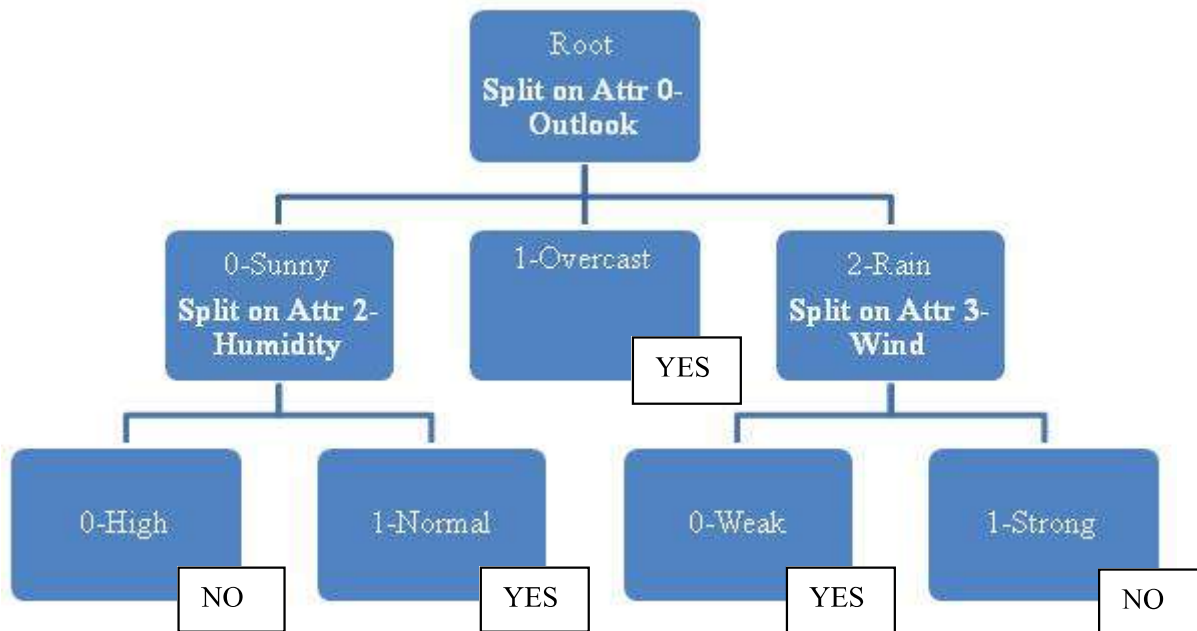 Root
Split on Attr 0-
Outlook
0-Sunny
Split on Attr 2-
Humidity
1-Overcast
YES
2-Rain
Split on Attr 3-
Wind
0-High
NO
1-Normal
YES
0-Weak
YES
1-Strong
NO